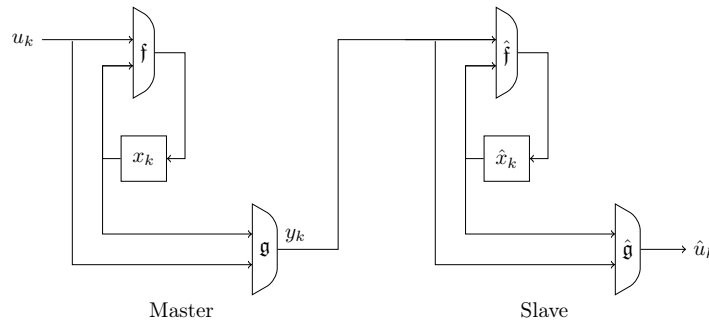 u_k
𝔣
x_k
𝔤
y_k
Master
𝔣̂
x̂_k
𝔤̂
û_k
Slave